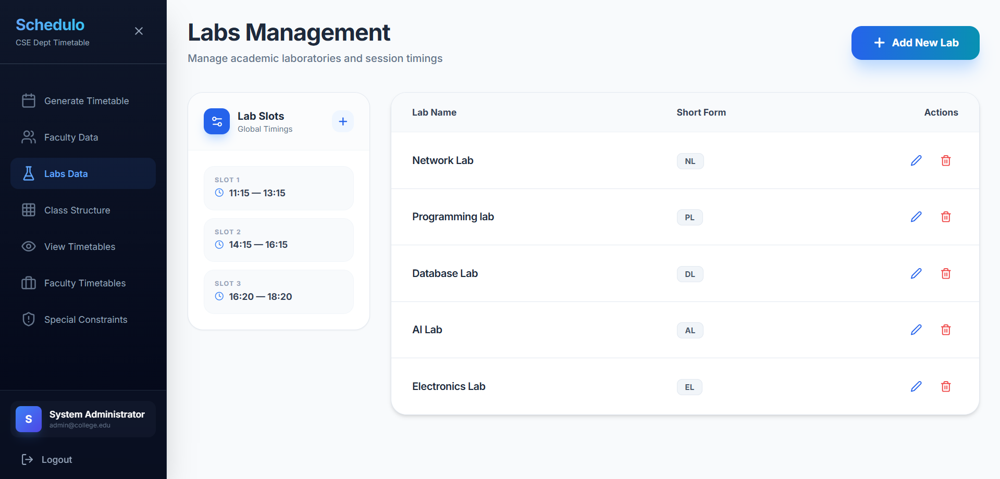 Schedulo
CSE Dept Timetable
Generate Timetable
Faculty Data
Labs Data
Class Structure
View Timetables
Faculty Timetables
Special Constraints
S
System Administrator
admin@college.edu
Logout
Labs Management
Manage academic laboratories and session timings
Add New Lab
Lab Slots
Global Timings
SLOT 1
11:15 — 13:15
SLOT 2
14:15 — 16:15
SLOT 3
16:20 — 18:20
Lab Name Short Form Actions
Network Lab NL
Programming lab PL
Database Lab DL
AI Lab AL
Electronics Lab EL